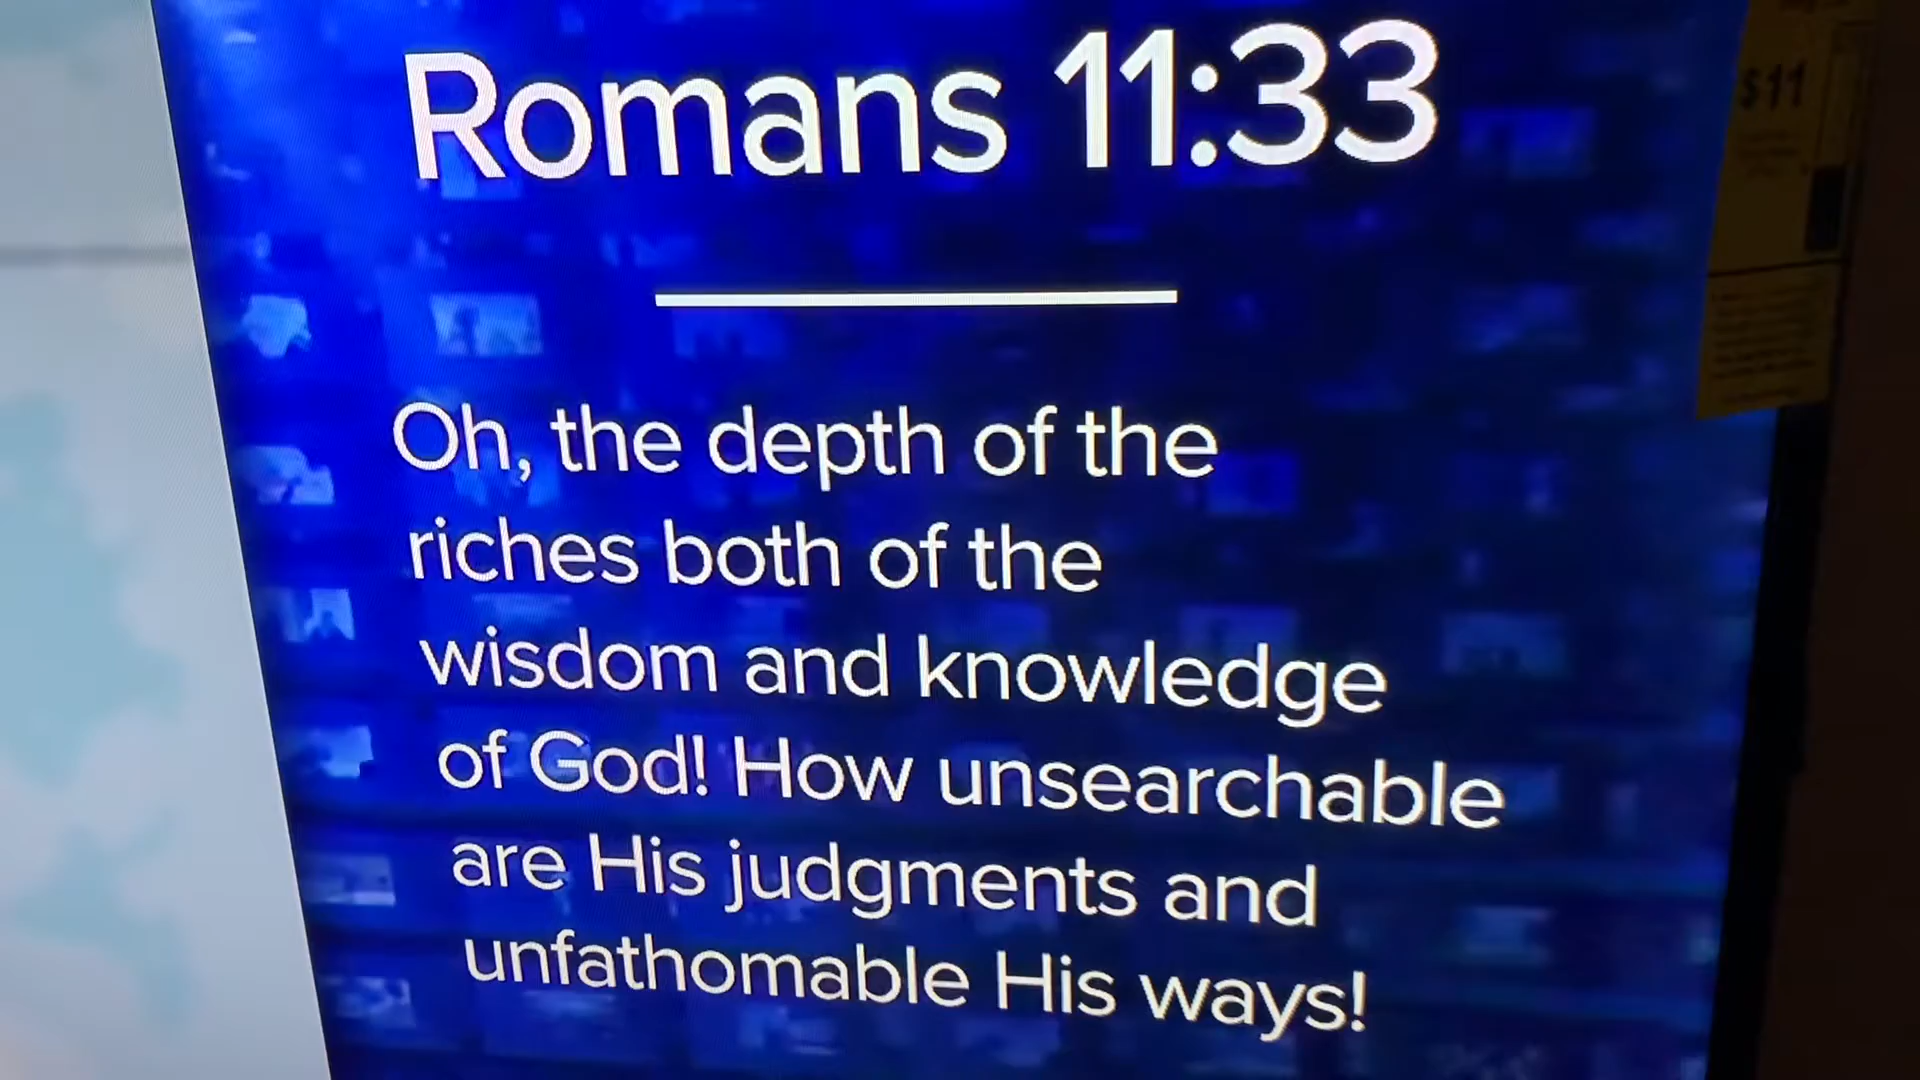 Romans 11:33
Oh, the depth of the
riches both of the
wisdom and knowledge
of God! How unsearchable
are His judgments and
unfathomable His ways!
$11